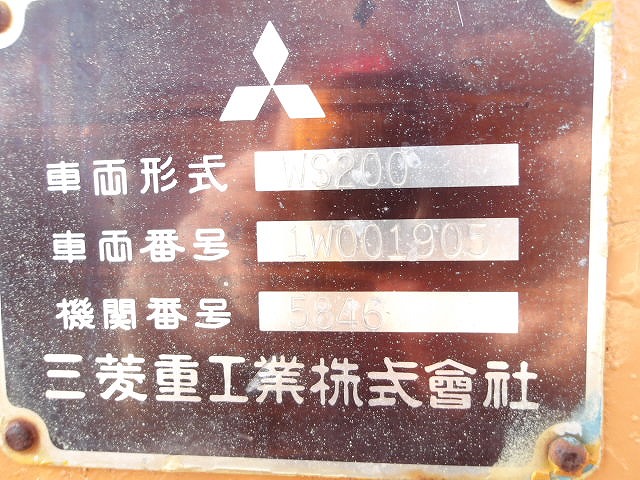 車両形式 WS200
車両番号 1W001905
機関番号 5846
三菱重工業株式會社